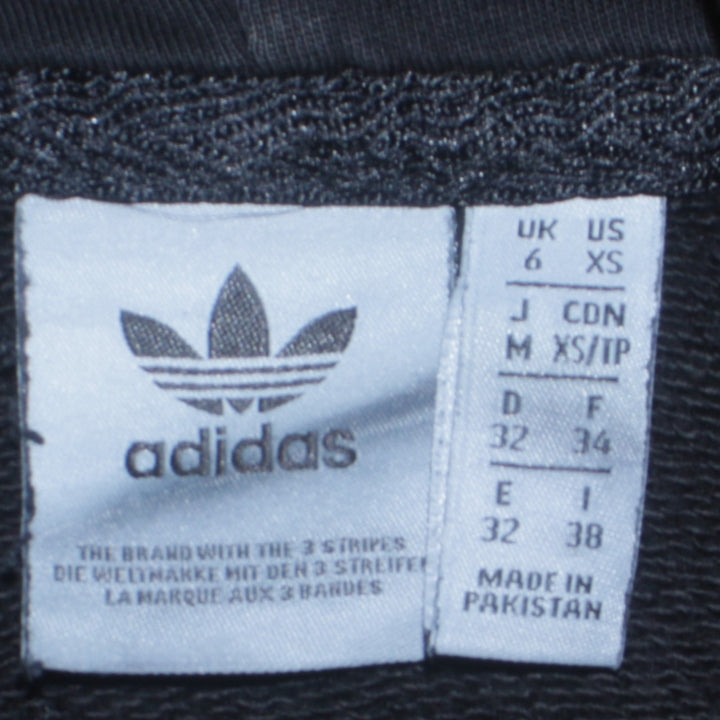 adidas
THE BRAND WITH THE 3 STRIPES
DIE WELTMARKE MIT DEN 3 STREIFEN
LA MARQUE AUX 3 BANDES
UK US
6 XS
J CDN
M XS/TP
D F
32 34
E I
32 38
MADE IN
PAKISTAN